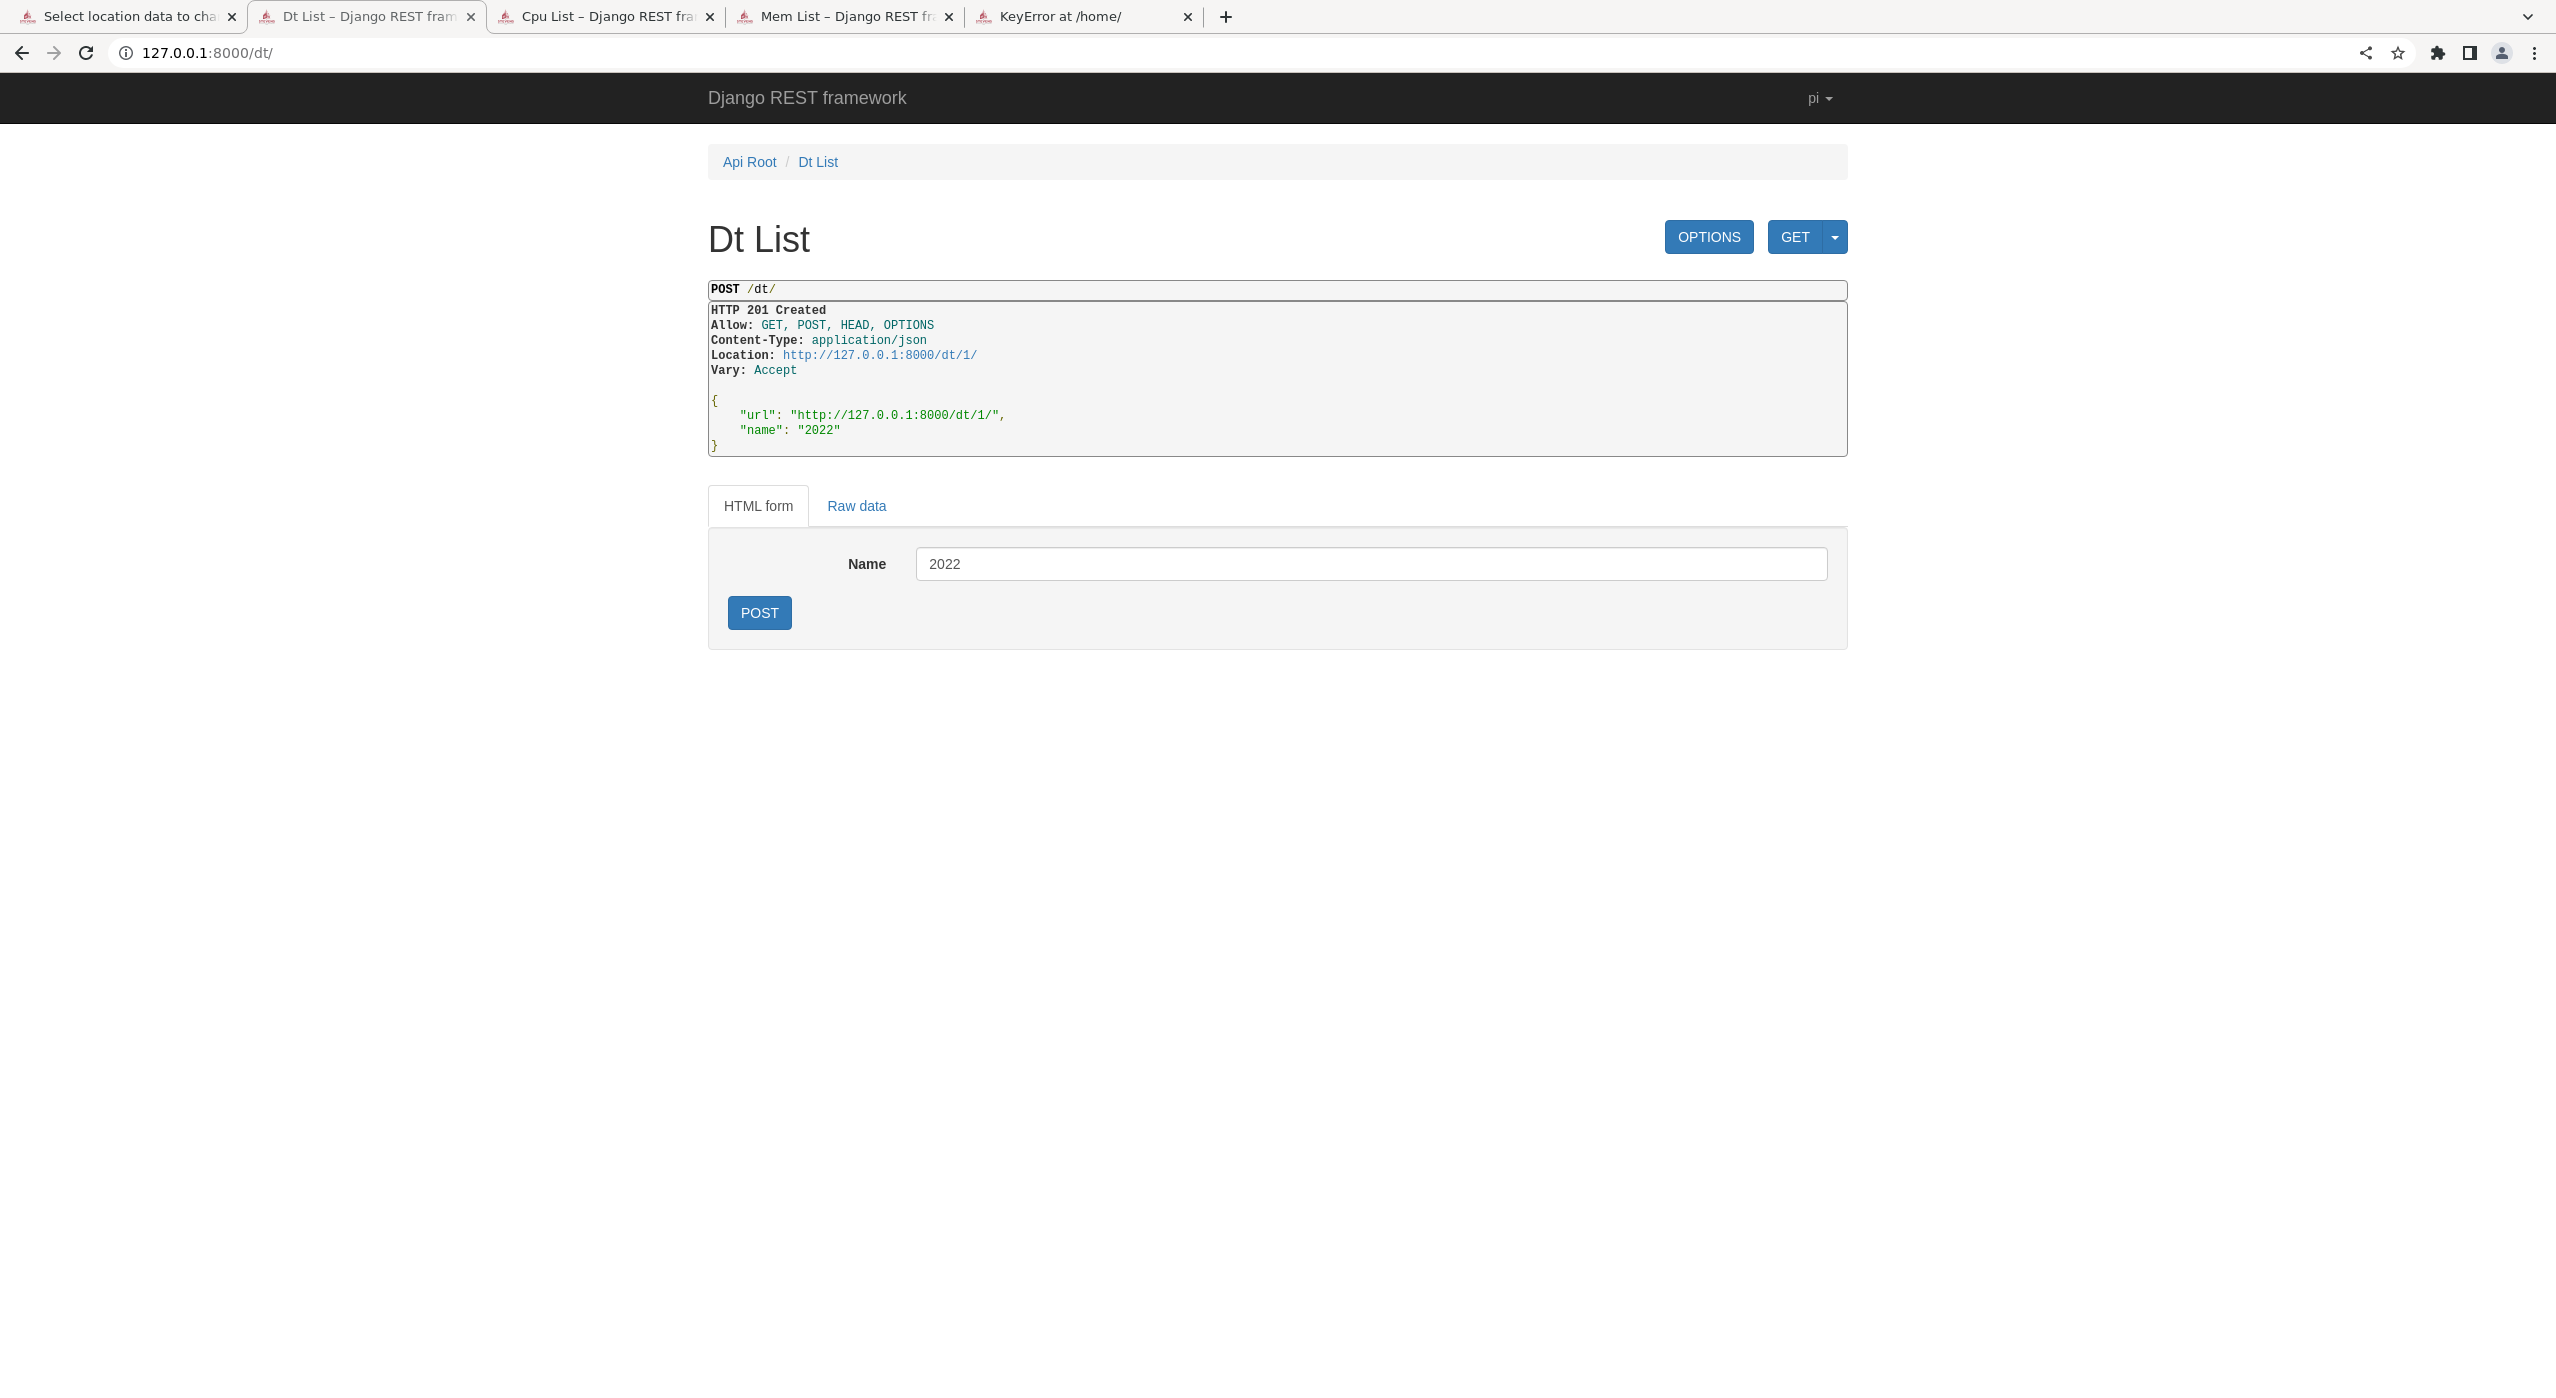 Select location data to cha
Dt List – Django REST fram
Cpu List – Django REST fra
Mem List – Django REST fr
KeyError at /home/
127.0.0.1:8000/dt/
Django REST framework
pi
Api Root / Dt List
Dt List
OPTIONS
GET
POST /dt/
HTTP 201 Created
Allow: GET, POST, HEAD, OPTIONS
Content-Type: application/json
Location: http://127.0.0.1:8000/dt/1/
Vary: Accept
{
"url": "http://127.0.0.1:8000/dt/1/",
"name": "2022"
}
HTML form
Raw data
Name
2022
POST